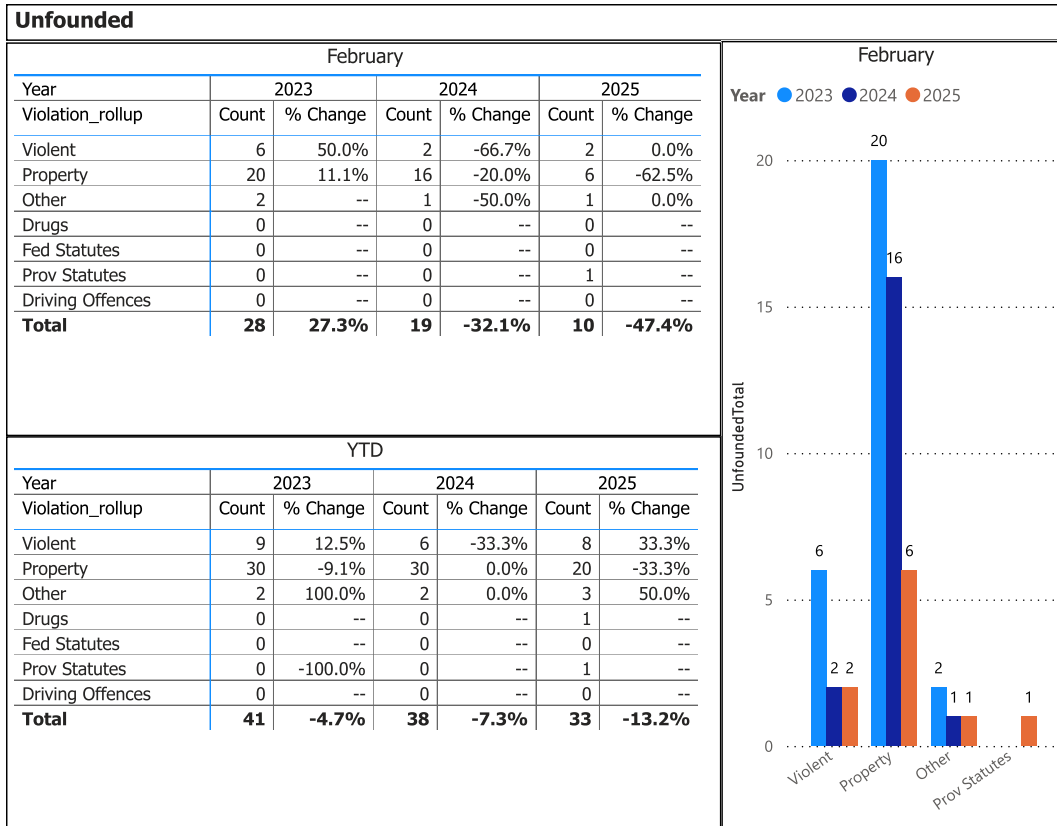 Unfounded
February
Year 2023 2024 2025
Violation_rollup Count % Change Count % Change Count % Change
Violent 6 50.0% 2 -66.7% 2 0.0%
Property 20 11.1% 16 -20.0% 6 -62.5%
Other 2 -- 1 -50.0% 1 0.0%
Drugs 0 -- 0 -- 0 --
Fed Statutes 0 -- 0 -- 0 --
Prov Statutes 0 -- 0 -- 1 --
Driving Offences 0 -- 0 -- 0 --
Total 28 27.3% 19 -32.1% 10 -47.4%
YTD
Year 2023 2024 2025
Violation_rollup Count % Change Count % Change Count % Change
Violent 9 12.5% 6 -33.3% 8 33.3%
Property 30 -9.1% 30 0.0% 20 -33.3%
Other 2 100.0% 2 0.0% 3 50.0%
Drugs 0 -- 0 -- 1 --
Fed Statutes 0 -- 0 -- 0 --
Prov Statutes 0 -100.0% 0 -- 1 --
Driving Offences 0 -- 0 -- 0 --
Total 41 -4.7% 38 -7.3% 33 -13.2%
February
Year 2023 2024 2025
UnfoundedTotal
20
15
10
5
0
6 2 2
20 16 6
2 1 1
1
Violent Property Other Prov Statutes